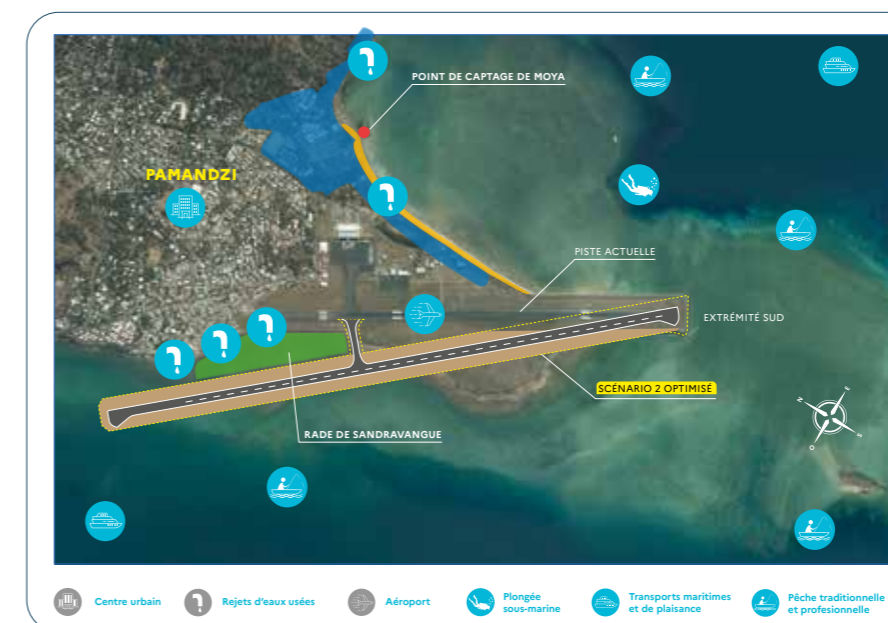 POINT DE CAPTAGE DE MOYA
PAMANDZI
PISTE ACTUELLE
EXTRÉMITÉ SUD
SCÉNARIO 2 OPTIMISÉ
RADE DE SANDRAVANGUE
N
E
S
O
Centre urbain
Rejets d'eaux usées
Aéroport
Plongée
sous-marine
Transports maritimes
et de plaisance
Pêche traditionnelle
et profesionnelle